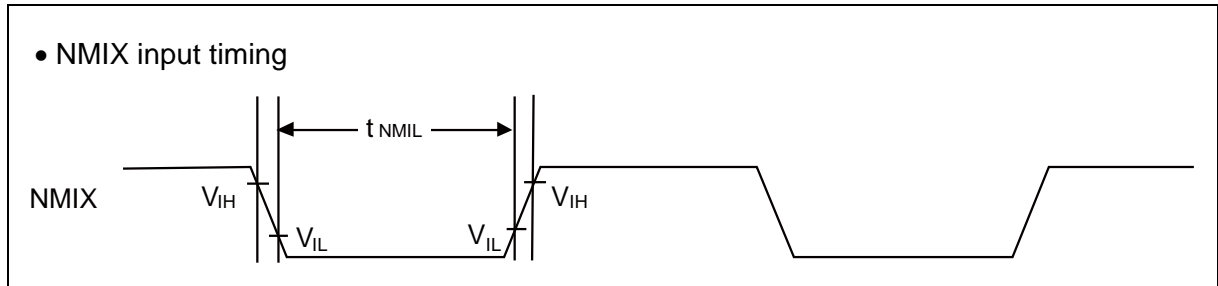 • NMIX input timing
t NMIL
NMIX
VIH
VIL
VIL
VIH